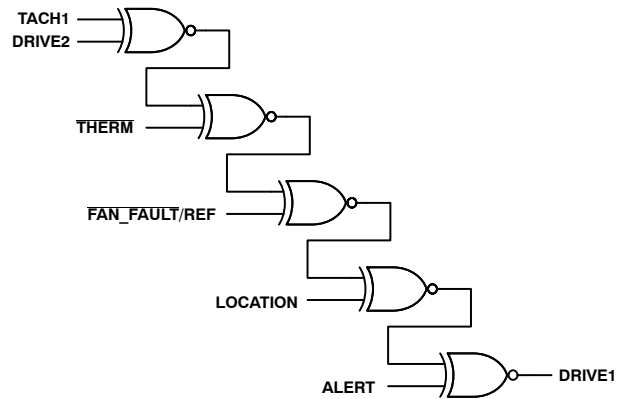 TACH1
DRIVE2
THERM
FAN_FAULT/REF
LOCATION
ALERT
DRIVE1